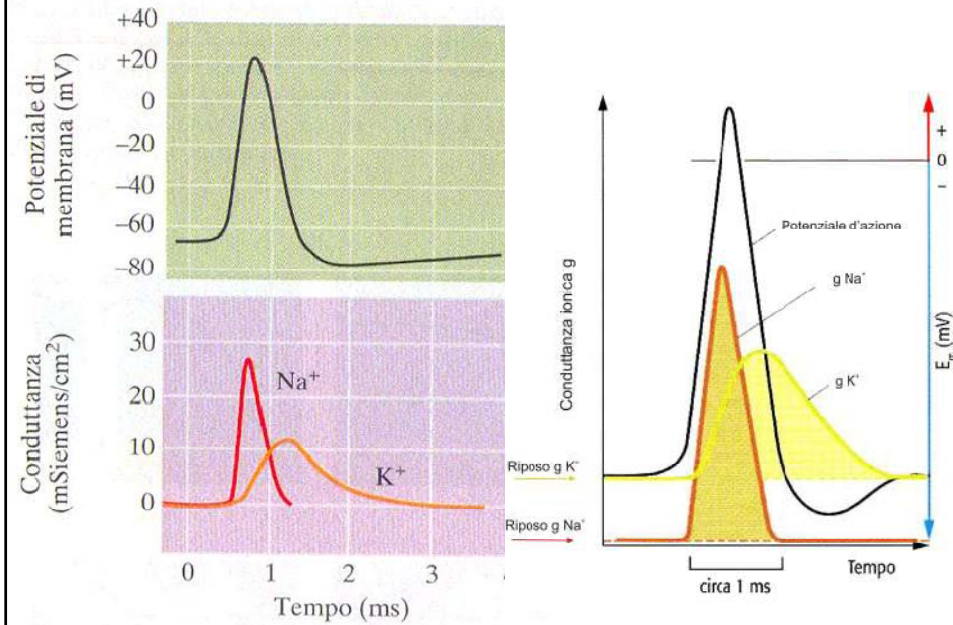 Potenziale di
membrana (mV)
+40
+20
0
–20
–40
–60
–80
Conduttanza
(mSiemens/cm²)
30
20
10
0
Na⁺
K⁺
0
1
2
3
Tempo (ms)
Conduttanza ionica g
+
0
–
Potenziale d'azione
g Na⁺
g K⁺
Riposo g K⁺
Riposo g Na⁺
Tempo
circa 1 ms